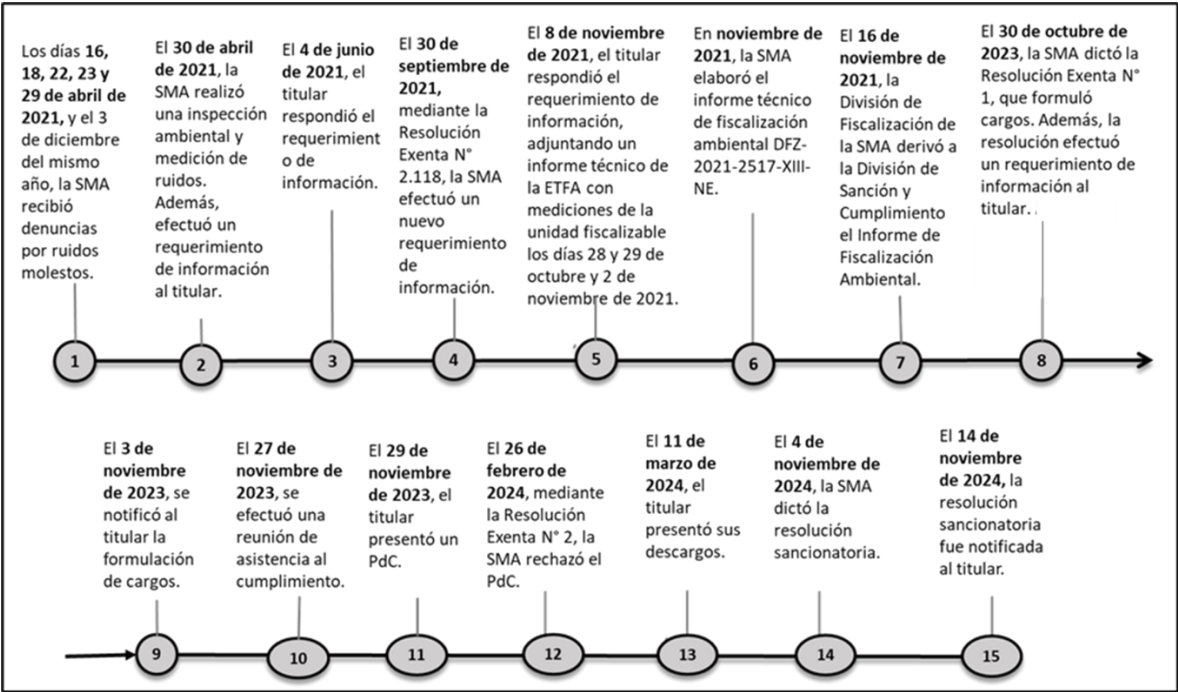 Los días 16,
18, 22, 23 y
29 de abril de
2021, y el 3
de diciembre
del mismo
año, la SMA
recibió
denuncias
por ruidos
molestos.
El 30 de abril
de 2021, la
SMA realizó
una inspección
ambiental y
medición de
ruidos.
Además,
efectuó un
requerimiento
de información
al titular.
El 4 de junio
de 2021, el
titular
respondió el
requerimient
o de
información.
El 30 de
septiembre de
2021,
mediante la
Resolución
Exenta N°
2.118, la SMA
efectuó un
nuevo
requerimiento
de
información.
El 8 de noviembre
de 2021, el titular
respondió el
requerimiento de
información,
adjuntando un
informe técnico de
la ETFA con
mediciones de la
unidad fiscalizable
los días 28 y 29 de
octubre y 2 de
noviembre de 2021.
En noviembre de
2021, la SMA
elaboró el
informe técnico
de fiscalización
ambiental DFZ-
2021-2517-XIII-
NE.
El 16 de
noviembre de
2021, la
División de
Fiscalización de
la SMA derivó a
la División de
Sanción y
Cumplimiento
el Informe de
Fiscalización
Ambiental.
El 30 de octubre de
2023, la SMA dictó la
Resolución Exenta N°
1, que formuló
cargos. Además, la
resolución efectuó
un requerimiento de
información al
titular. .
1
2
3
4
5
6
7
8
El 3 de
noviembre
de 2023, se
notificó al
titular la
formulación
de cargos.
El 27 de
noviembre de
2023, se
efectuó una
reunión de
asistencia al
cumplimiento.
El 29 de
noviembre
de 2023, el
titular
presentó un
PdC.
El 26 de
febrero de
2024, mediante
la Resolución
Exenta N° 2, la
SMA rechazó el
PdC.
El 11 de
marzo de
2024, el
titular
presentó sus
descargos.
El 4 de
noviembre de
2024, la SMA
dictó la
resolución
sancionatoria.
El 14 de
noviembre
de 2024, la
resolución
sancionatoria
fue notificada
al titular.
9
10
11
12
13
14
15